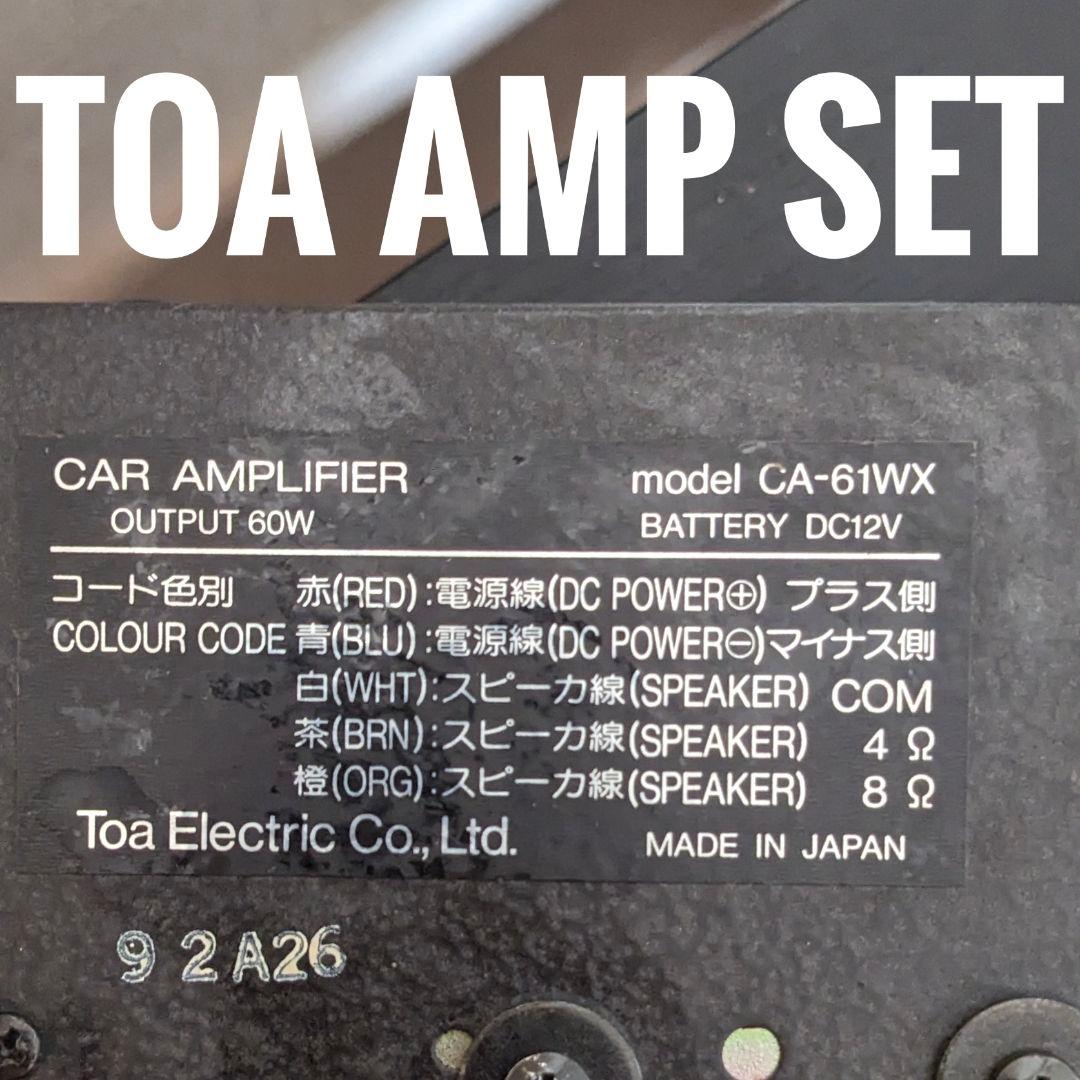 TOA AMP SET
CAR AMPLIFIER model CA-61WX
OUTPUT 60W BATTERY DC12V
コード色別 赤(RED):電源線(DC POWER⊕) プラス側
COLOUR CODE 青(BLU):電源線(DC POWER⊖)マイナス側
白(WHT):スピーカ線(SPEAKER) COM
茶(BRN):スピーカ線(SPEAKER) 4 Ω
橙(ORG):スピーカ線(SPEAKER) 8 Ω
Toa Electric Co., Ltd. MADE IN JAPAN
92A26